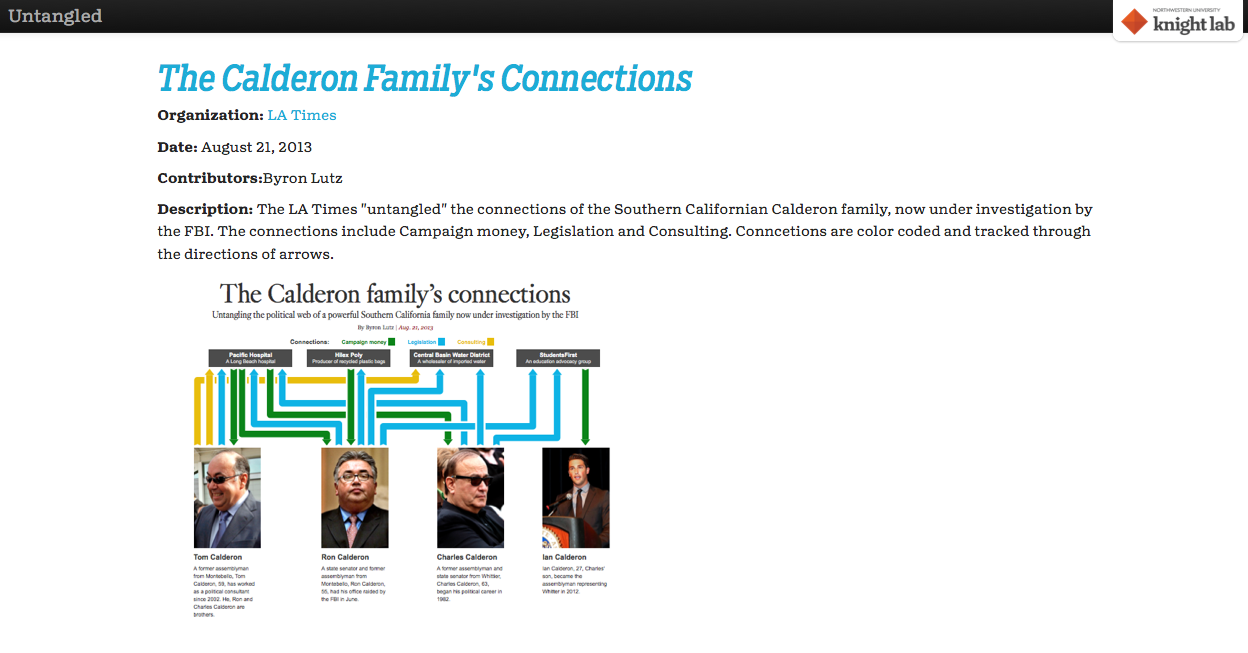 Untangled
NORTHWESTERN UNIVERSITY
knight lab
The Calderon Family's Connections
Organization: LA Times
Date: August 21, 2013
Contributors:Byron Lutz
Description: The LA Times "untangled" the connections of the Southern Californian Calderon family, now under investigation by
the FBI. The connections include Campaign money, Legislation and Consulting. Conncetions are color coded and tracked through
the directions of arrows.
The Calderon family's connections
Untangling the political web of a powerful Southern California family now under investigation by the FBI
By Byron Lutz | Aug. 21, 2013
Connections: Campaign money Legislation Consulting
Pacific Hospital
A Long Beach hospital
Hilex Poly
Producer of recycled plastic bags
Central Basin Water District
A wholesaler of imported water
StudentsFirst
An education advocacy group
Tom Calderon
A former assemblyman
from Montebello, Tom
Calderon, 59, has worked
as a political consultant
since 2002. He, Ron and
Charles Calderon are
brothers.
Ron Calderon
A state senator and former
assemblyman from
Montebello, Ron Calderon,
55, had his office raided by
the FBI in June.
Charles Calderon
A former assemblyman and
state senator from Whittier,
Charles Calderon, 63,
began his political career in
1982.
Ian Calderon
Ian Calderon, 27, Charles'
son, became the
assemblyman representing
Whittier in 2012.